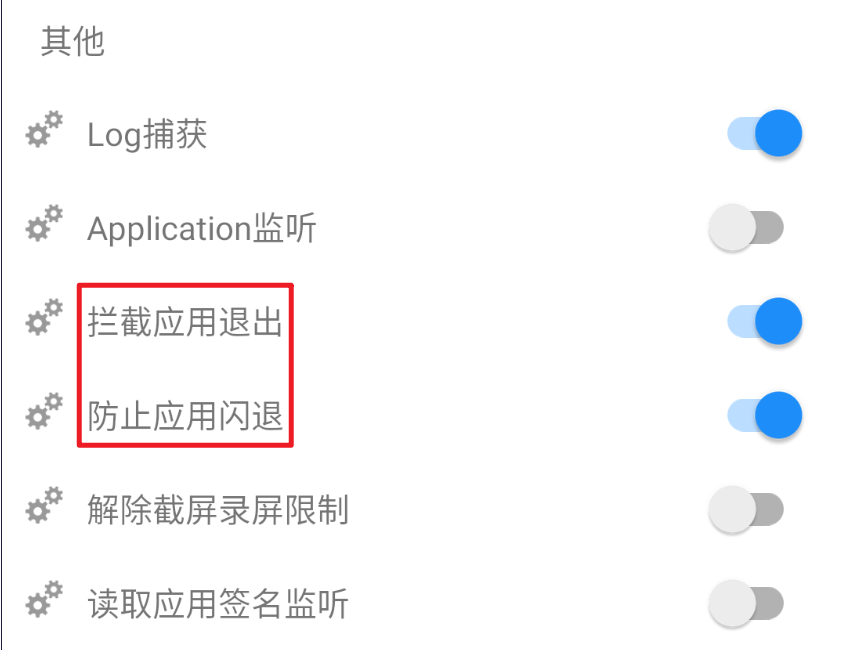 其他
Log捕获
Application监听
拦截应用退出
防止应用闪退
解除截屏录屏限制
读取应用签名监听